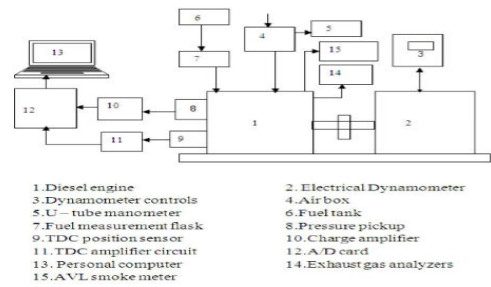 6
4
5
13
15
3
7
14
12
10
8
1
2
11
9
1.Diesel engine
2. Electrical Dynamometer
3.Dynamometer controls
4.Air box
5.U – tube manometer
6.Fuel tank
7.Fuel measurement flask
8.Pressure pickup
9.TDC position sensor
10.Charge amplifier
11.TDC amplifier circuit
12.A/D card
13. Personal computer
14.Exhaust gas analyzers
15.AVL smoke meter